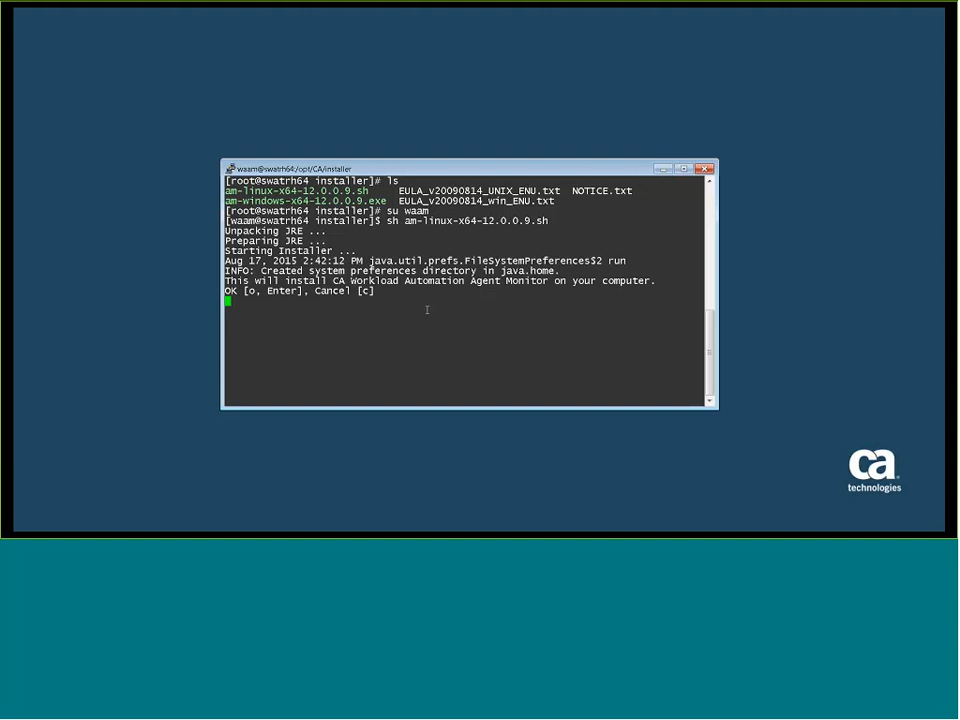 waam@swatrh64:/opt/CA/installer
[root@swatrh64 installer]# ls
am-linux-x64-12.0.0.9.sh EULA_v20090814_UNIX_ENU.txt NOTICE.txt
am-windows-x64-12.0.0.9.exe EULA_v20090814_win_ENU.txt
[root@swatrh64 installer]# su waam
[waam@swatrh64 installer]$ sh am-linux-x64-12.0.0.9.sh
Unpacking JRE ...
Preparing JRE ...
Starting Installer ...
Aug 17, 2015 2:42:12 PM java.util.prefs.FileSystemPreferences$2 run
INFO: Created system preferences directory in java.home.
This will install CA Workload Automation Agent Monitor on your computer.
OK [o, Enter], Cancel [c]
ca
technologies